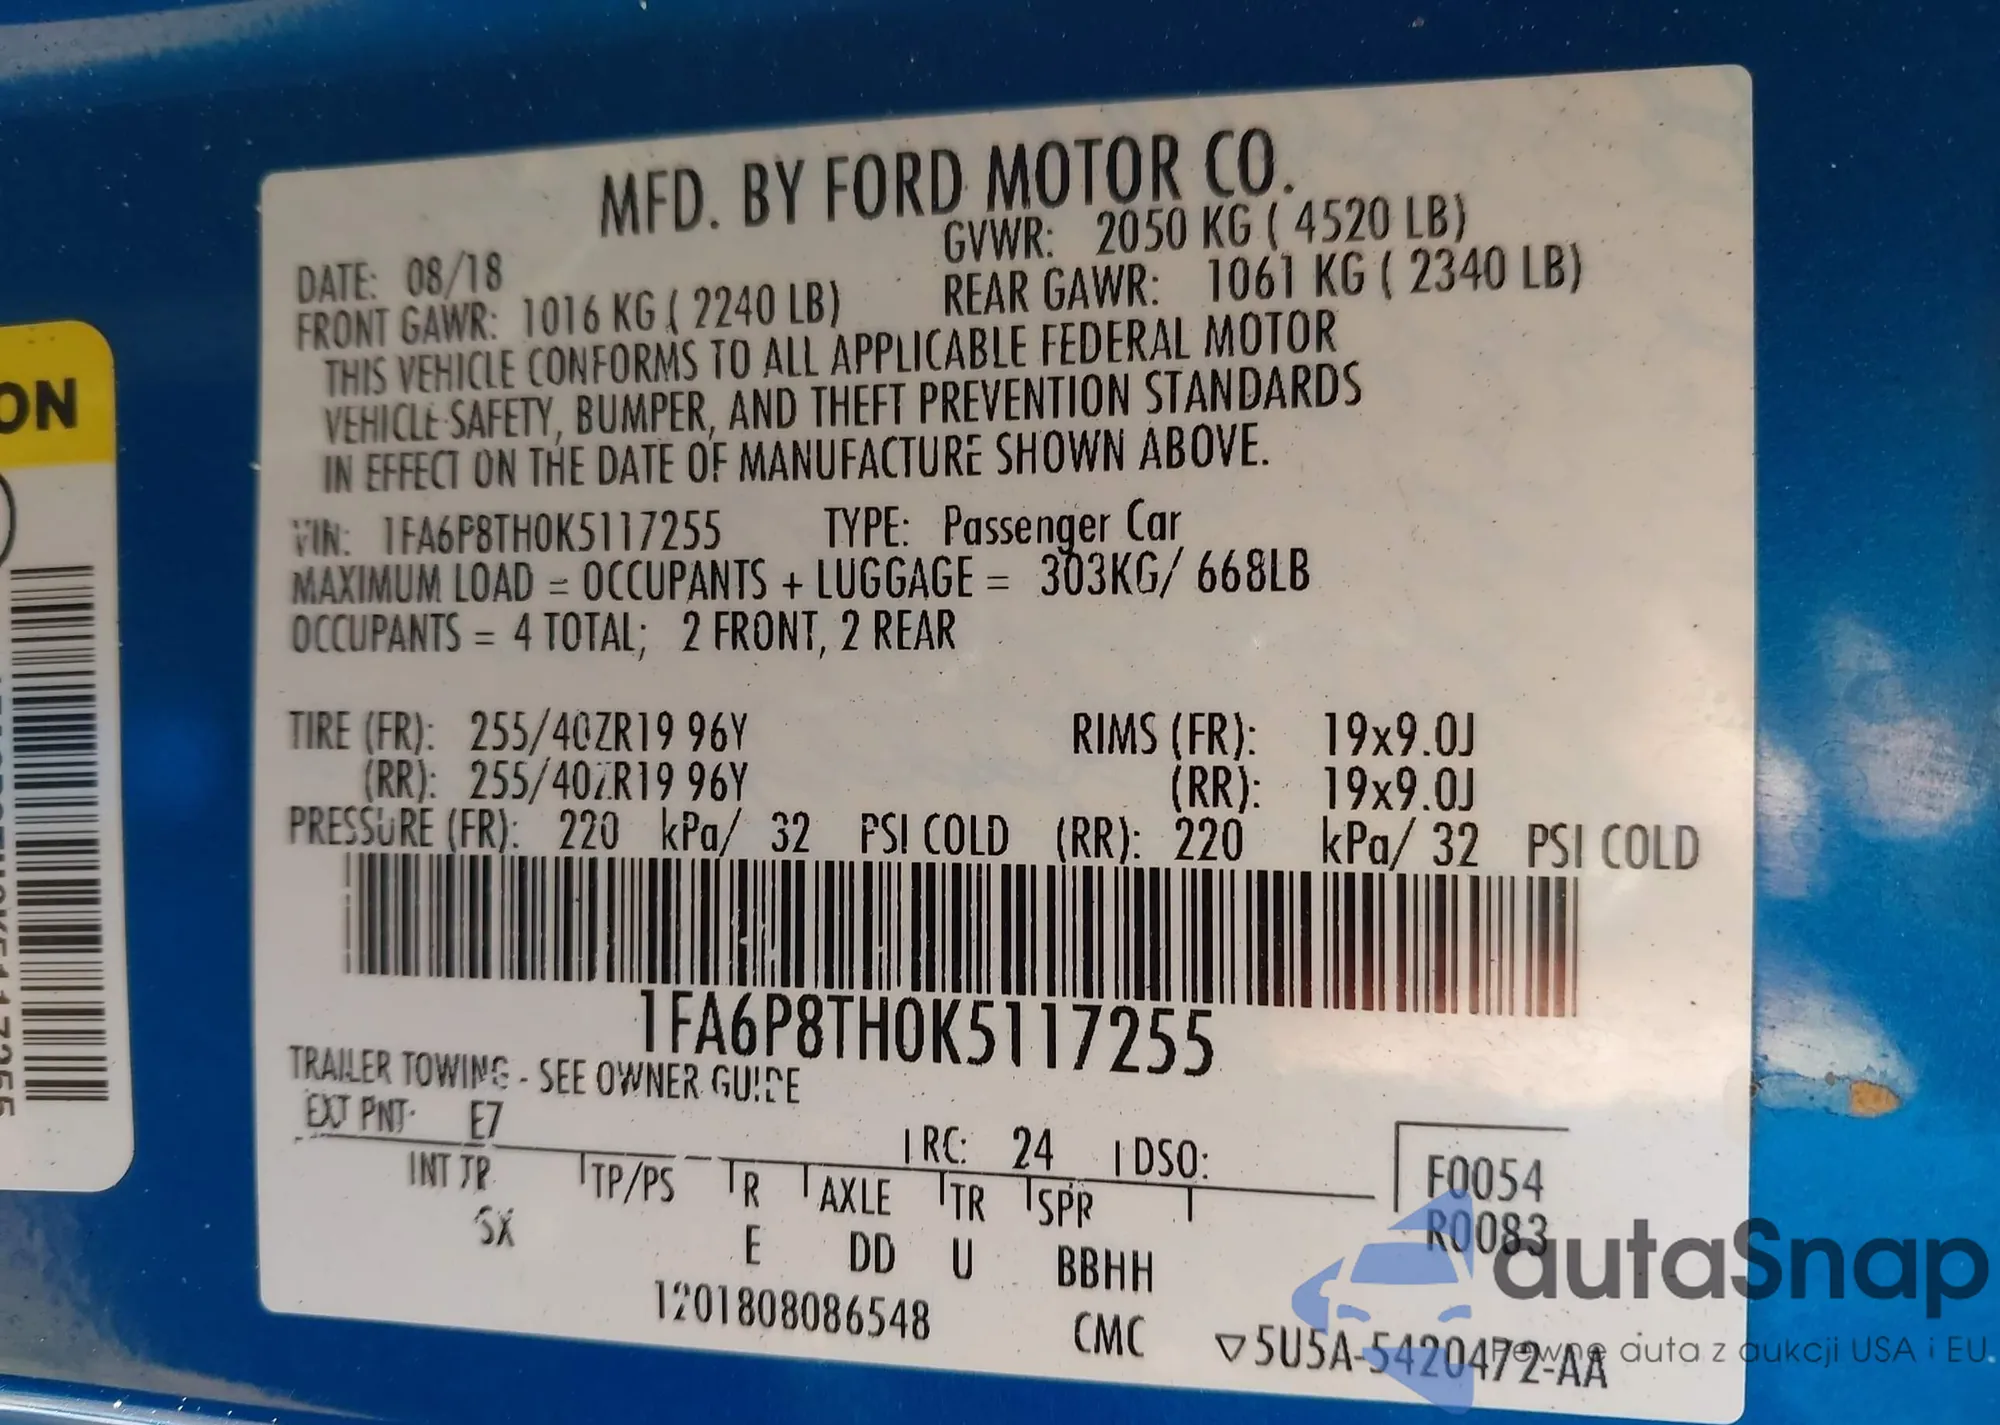 MFD. BY FORD MOTOR CO.
DATE: 08/18
GVWR: 2050 KG ( 4520 LB)
FRONT GAWR: 1016 KG ( 2240 LB)
REAR GAWR: 1061 KG ( 2340 LB)
THIS VEHICLE CONFORMS TO ALL APPLICABLE FEDERAL MOTOR
VEHICLE SAFETY, BUMPER, AND THEFT PREVENTION STANDARDS
IN EFFECT ON THE DATE OF MANUFACTURE SHOWN ABOVE.
VIN: 1FA6P8TH0K5117255 TYPE: Passenger Car
MAXIMUM LOAD = OCCUPANTS + LUGGAGE = 303KG/ 668LB
OCCUPANTS = 4 TOTAL; 2 FRONT, 2 REAR
TIRE (FR): 255/40ZR19 96Y RIMS (FR): 19x9.0J
(RR): 255/40ZR19 96Y (RR): 19x9.0J
PRESSURE (FR): 220 kPa/ 32 PSI COLD (RR): 220 kPa/ 32 PSI COLD
1FA6P8TH0K5117255
TRAILER TOWING - SEE OWNER GUIDE
EXT PNT: E7 RC: 24 DSO:
INT TR TP/PS R AXLE TR SPR
F0054
R0083
SX E DD U BBHH
1201808086548 CMC ▽5U5A-5420472-AA
ON
autaSnap
Pewne auta z aukcji USA i EU